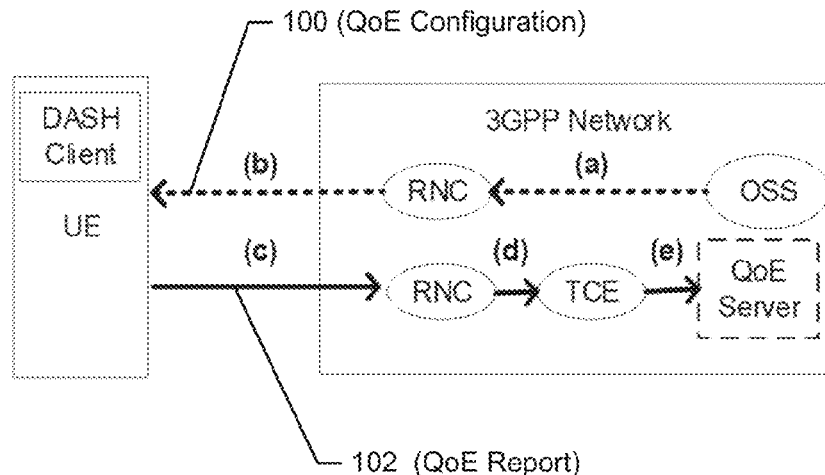 100 (QoE Configuration)
DASH
Client
3GPP Network
(b)
(a)
RNC
OSS
UE
(c)
(d)
(e)
RNC
TCE
QoE
Server
102 (QoE Report)